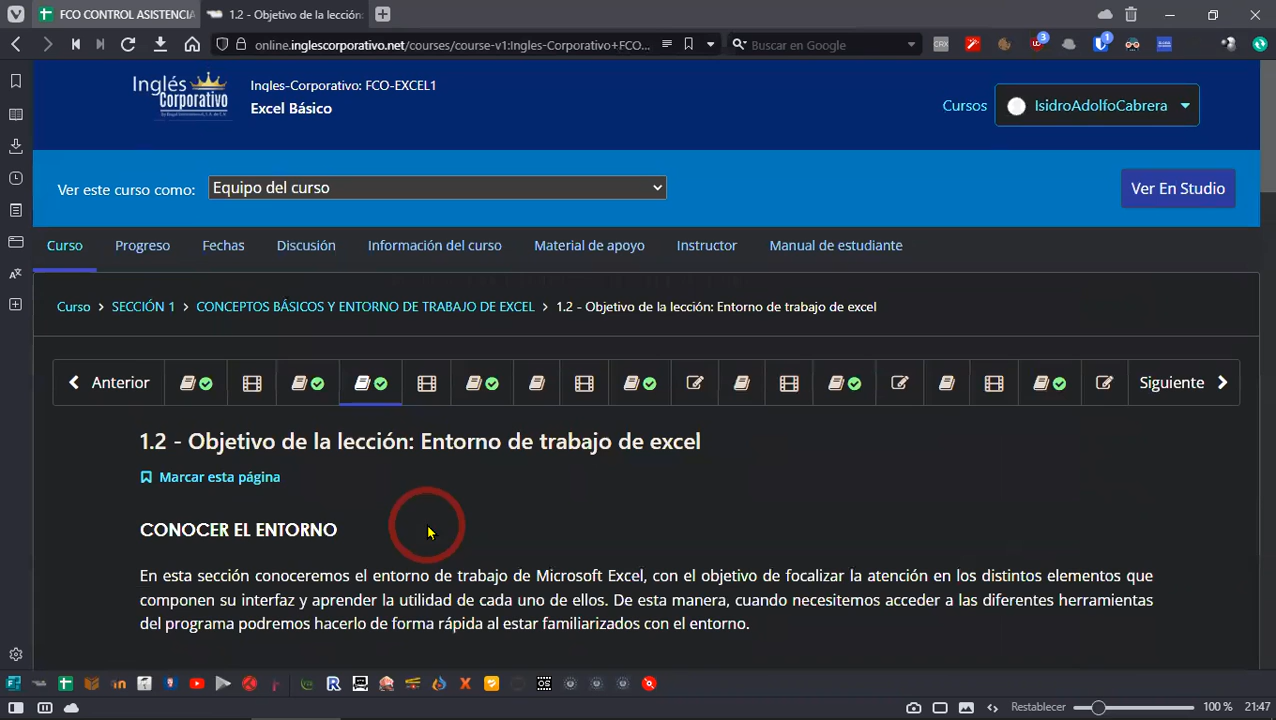 FCO CONTROL ASISTENCIA
1.2 - Objetivo de la lección:
online.inglescorporativo.net/courses/course-v1:Ingles-Corporativo+FCO...
Buscar en Google
CRX
3
1
Inglés
Corporativo
Ingles-Corporativo: FCO-EXCEL1
Excel Básico
Cursos
IsidroAdolfoCabrera
Ver este curso como:
Equipo del curso
Ver En Studio
Curso
Progreso
Fechas
Discusión
Información del curso
Material de apoyo
Instructor
Manual de estudiante
Curso > SECCIÓN 1 > CONCEPTOS BÁSICOS Y ENTORNO DE TRABAJO DE EXCEL > 1.2 - Objetivo de la lección: Entorno de trabajo de excel
Anterior
Siguiente
1.2 - Objetivo de la lección: Entorno de trabajo de excel
Marcar esta página
CONOCER EL ENTORNO
En esta sección conoceremos el entorno de trabajo de Microsoft Excel, con el objetivo de focalizar la atención en los distintos elementos que
componen su interfaz y aprender la utilidad de cada uno de ellos. De esta manera, cuando necesitemos acceder a las diferentes herramientas
del programa podremos hacerlo de forma rápida al estar familiarizados con el entorno.
Restablecer
100 %
21:47